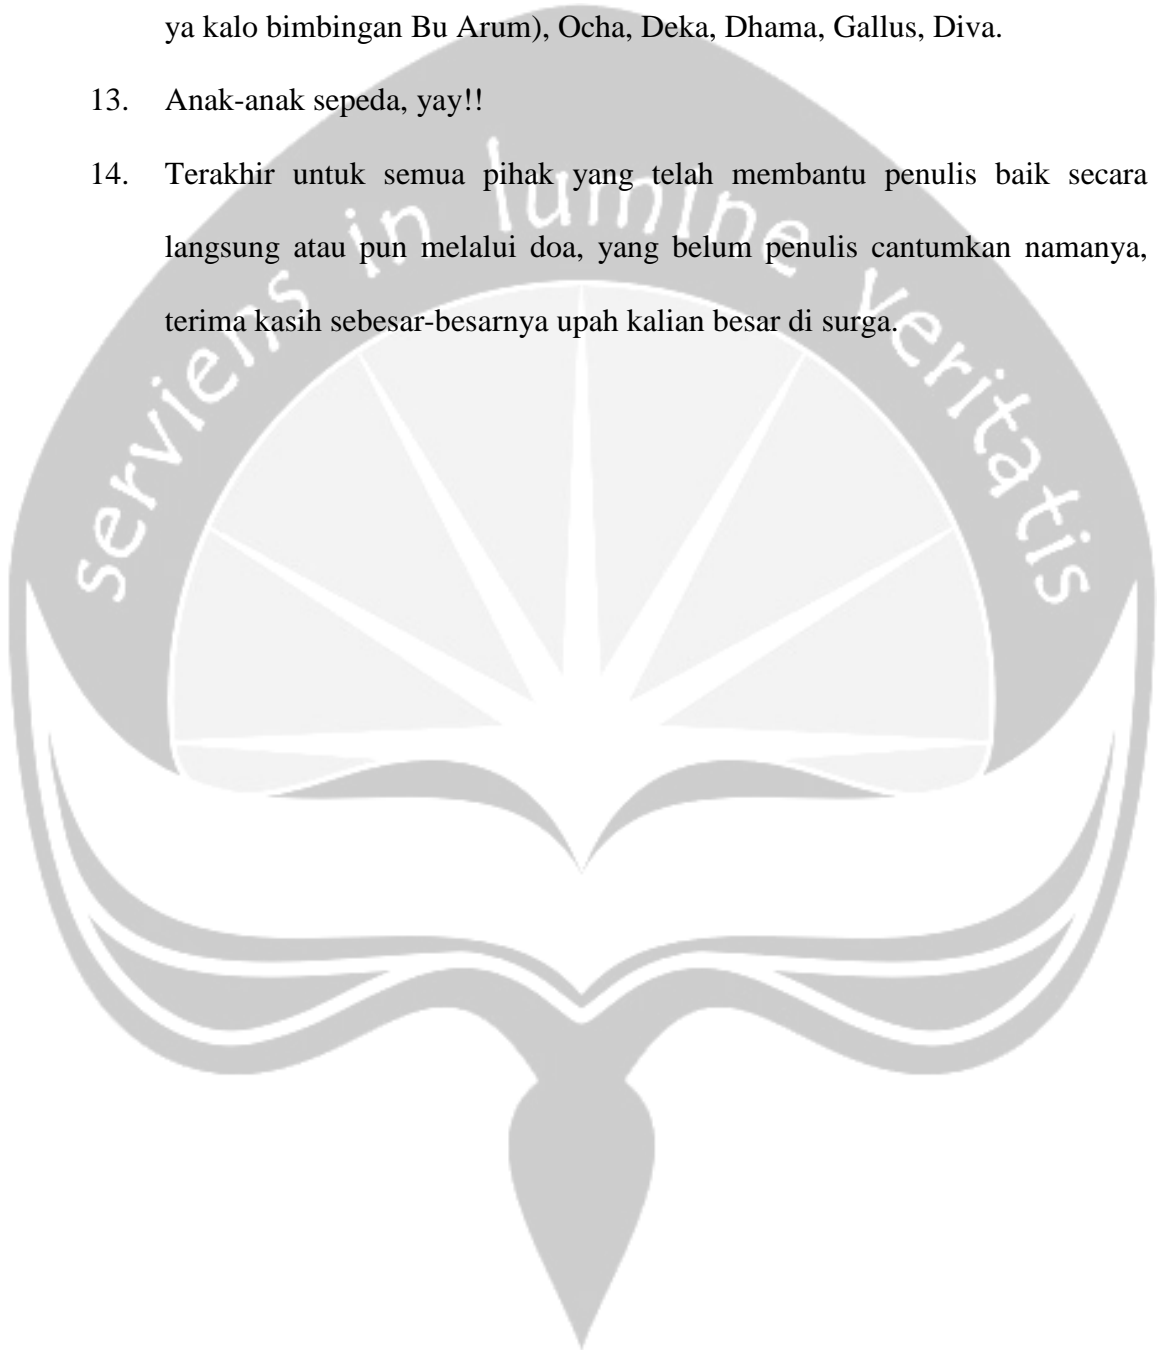 ya kalo bimbingan Bu Arum), Ocha, Deka, Dhama, Gallus, Diva.
13. Anak-anak sepeda, yay!!
14. Terakhir untuk semua pihak yang telah membantu penulis baik secara
langsung atau pun melalui doa, yang belum penulis cantumkan namanya,
terima kasih sebesar-besarnya upah kalian besar di surga.
serviens in lumine veritatis